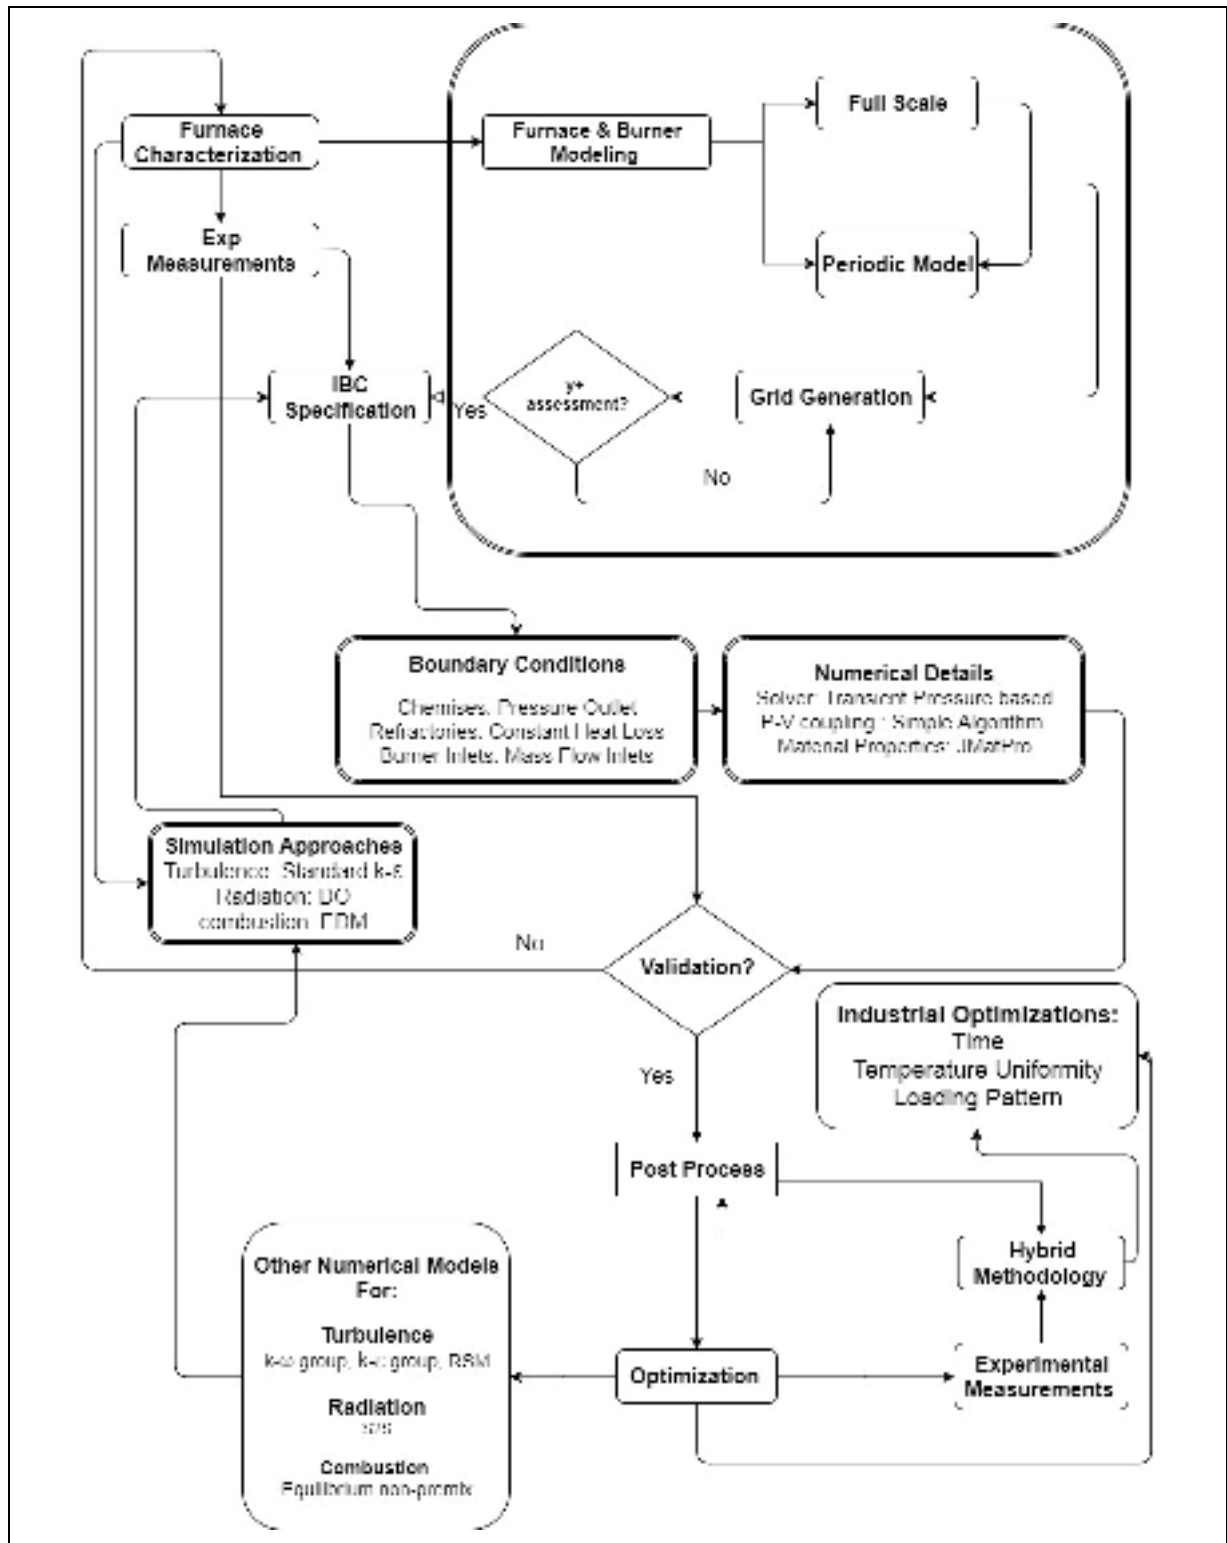 Furnace
Characterization
Furnace & Burner
Modeling
Full Scale
Exp
Measurements
Periodic Model
IBC
Specification
Yes
y+
assessment?
Grid Generation
No
Boundary Conditions
Chemises: Pressure Outlet
Refractories: Constant Heat Loss
Burner Inlets: Mass Flow Inlets
Numerical Details
Solver: Transient Pressure based
P-V coupling : Simple Algorithm
Material Properties: JMatPro
Simulation Approaches
Turbulence: Standard k-ε
Radiation: DO
combustion: EDM
No
Validation?
Industrial Optimizations:
Time
Temperature Uniformity
Loading Pattern
Yes
Post Process
Hybrid
Methodology
Other Numerical Models
For:
Turbulence
k-ω group, k-ε group, RSM
Radiation
S2S
Combustion
Equilibrium non-premix
Optimization
Experimental
Measurements